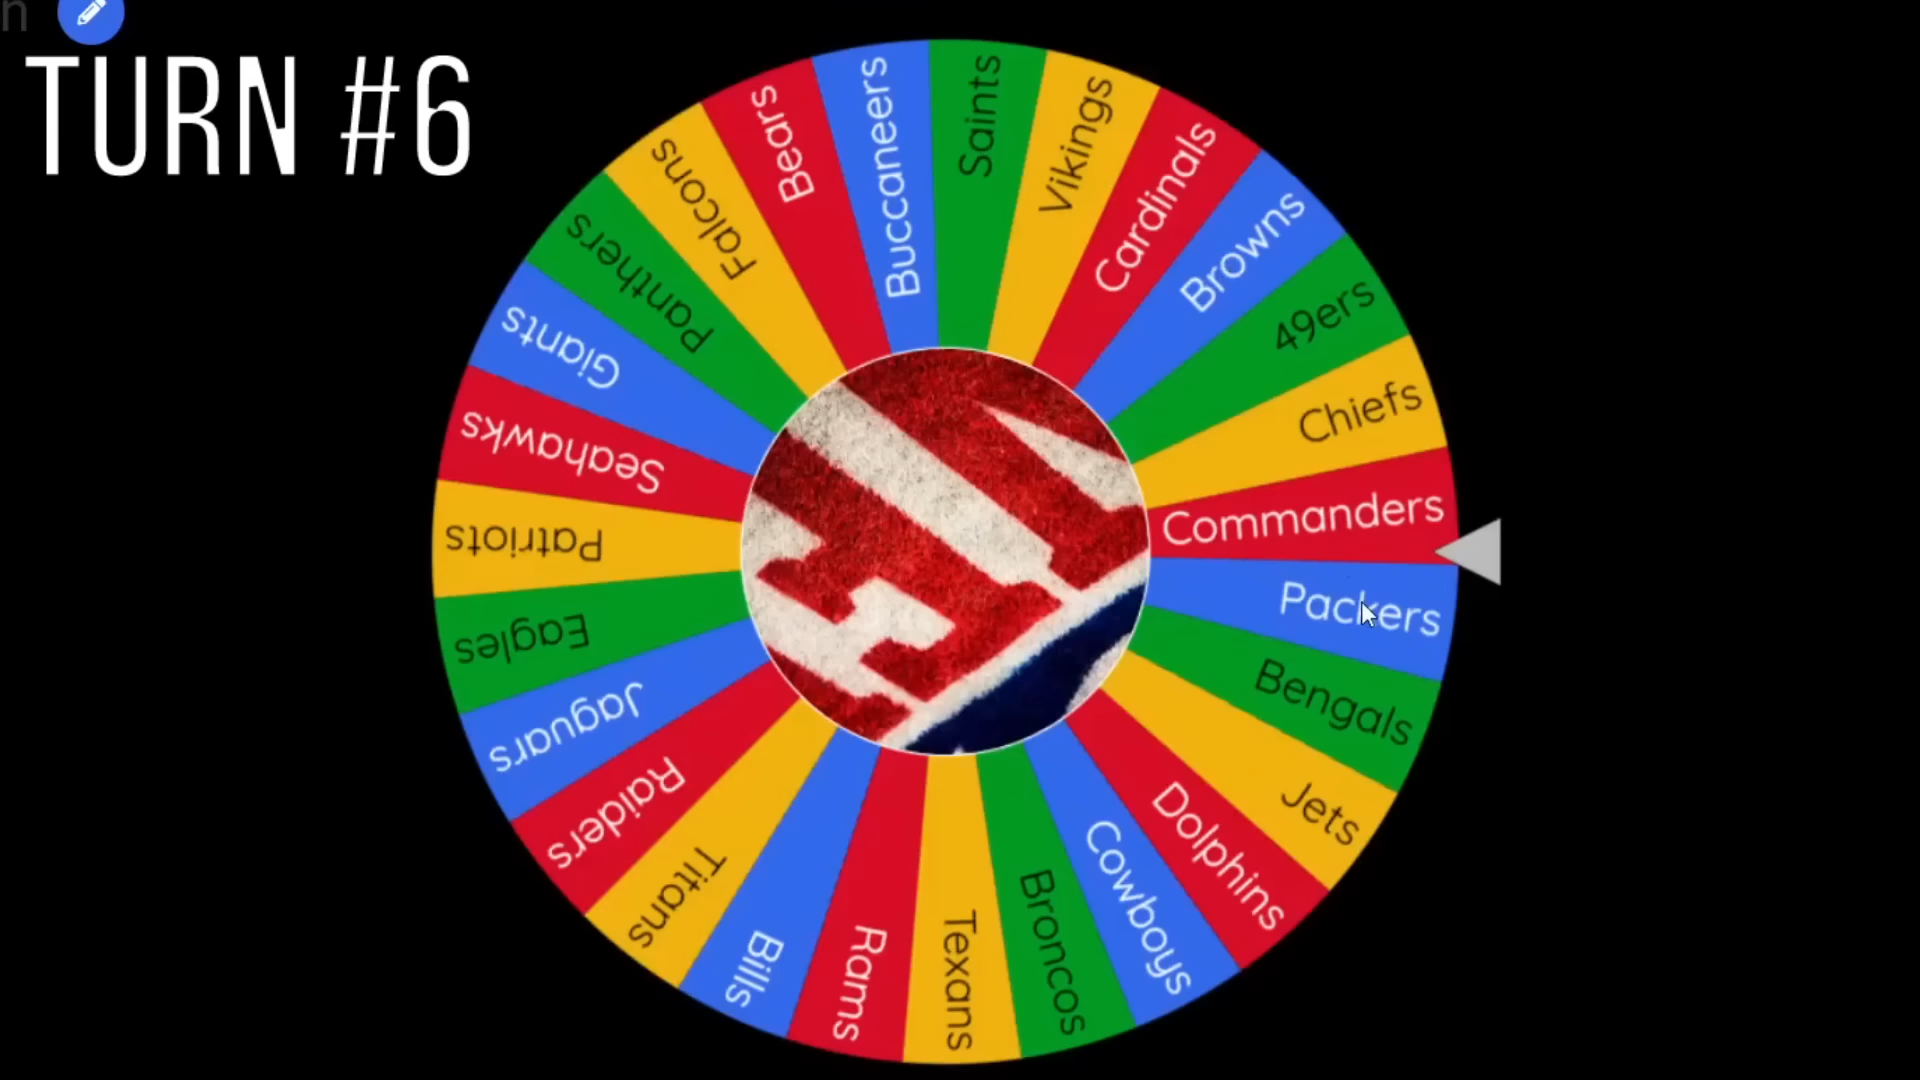 n
TURN #6
Saints
Vikings
Cardinals
Browns
49ers
Chiefs
Commanders
Packers
Bengals
Jets
Dolphins
Cowboys
Broncos
Texans
Rams
Bills
Titans
Raiders
Jaguars
Eagles
Patriots
Seahawks
Giants
Panthers
Falcons
Bears
Buccaneers